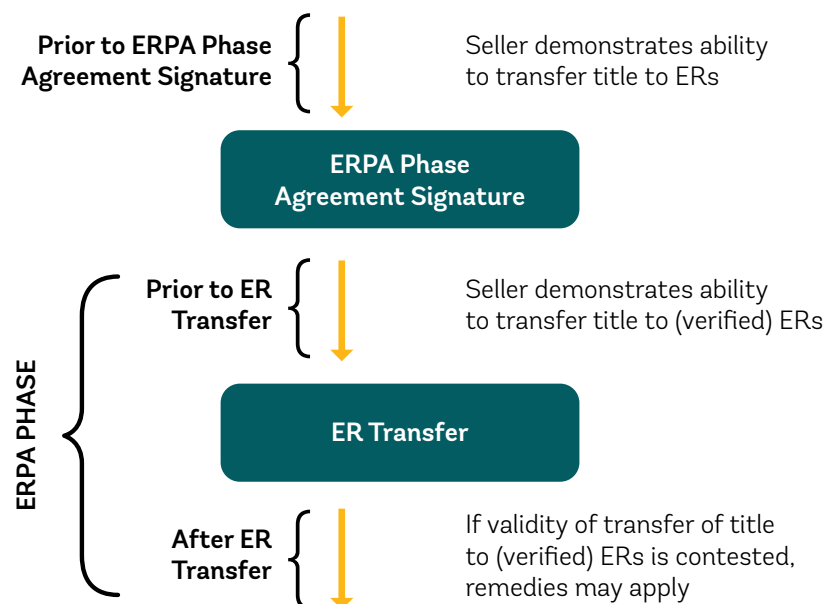 Prior to ERPA Phase
Agreement Signature
Seller demonstrates ability
to transfer title to ERs
ERPA Phase
Agreement Signature
ERPA PHASE
Prior to ER
Transfer
Seller demonstrates ability
to transfer title to (verified) ERs
ER Transfer
After ER
Transfer
If validity of transfer of title
to (verified) ERs is contested,
remedies may apply